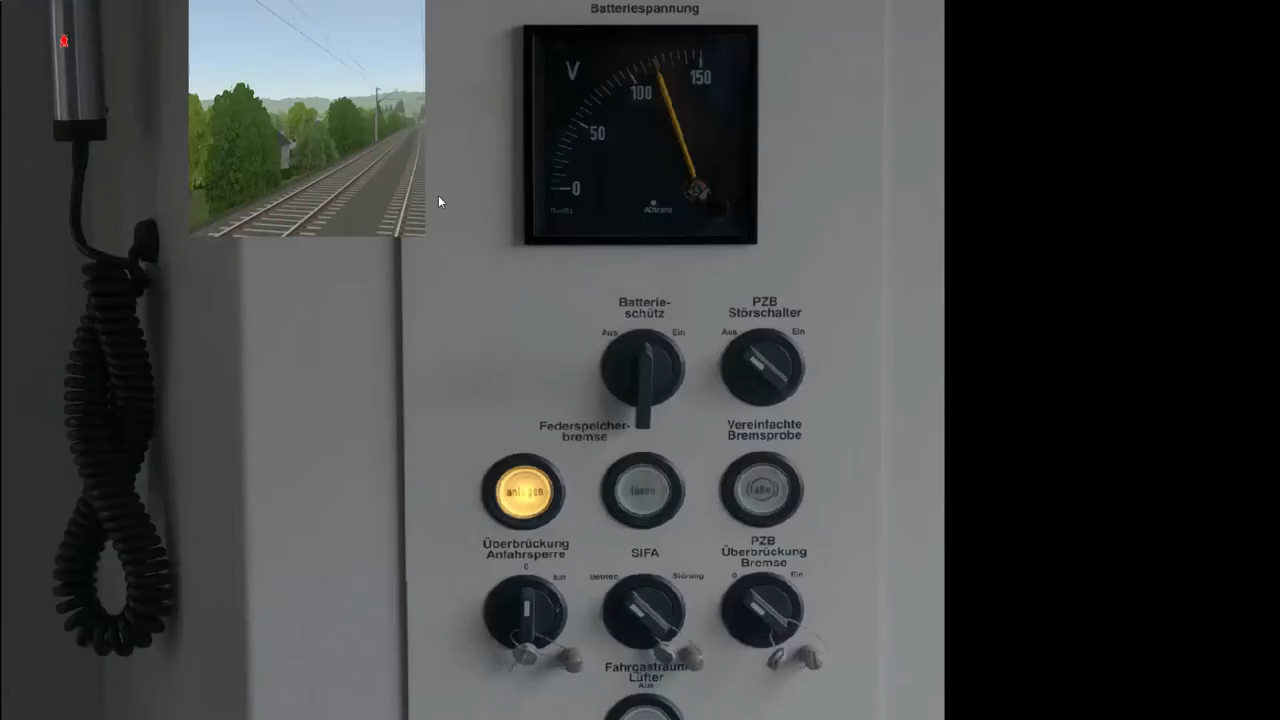 Batteriespannung
V
150
100
50
0
ADtranz
Batterie-
schütz
Aus Ein
PZB
Störschalter
Aus Ein
Federspeicher-
bremse
Vereinfachte
Bremsprobe
anlegen
lösen
Überbrückung
Anfahrsperre
0
Ein
SIFA
Betrieb Störung
PZB
Überbrückung
Bremse
0 Ein
Fahrgastraum-
Lüfter
Aus